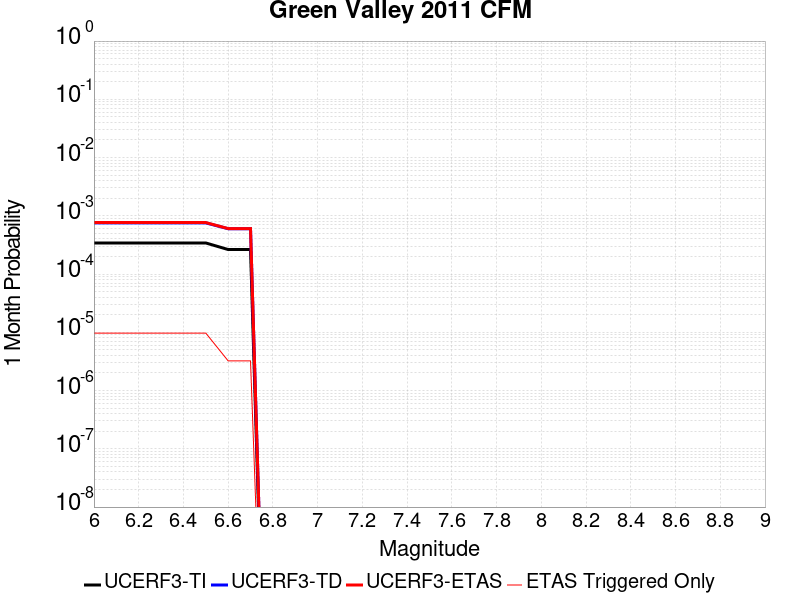 Green Valley 2011 CFM
10^0
10^-1
10^-2
10^-3
10^-4
10^-5
10^-6
10^-7
10^-8
1 Month Probability
6 6.2 6.4 6.6 6.8 7 7.2 7.4 7.6 7.8 8 8.2 8.4 8.6 8.8 9
Magnitude
UCERF3-TI UCERF3-TD UCERF3-ETAS ETAS Triggered Only